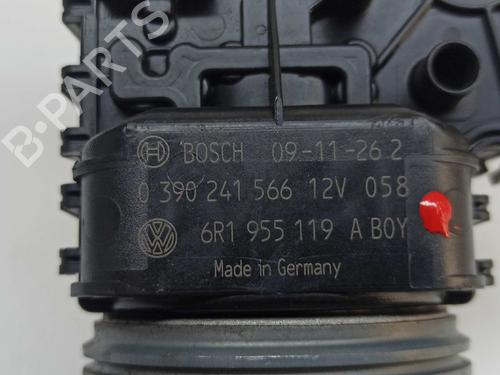 B-PARTS
BOSCH 09-11-26 2
0 390 241 566 12V 058
6R1 955 119 A BOY
Made in Germany